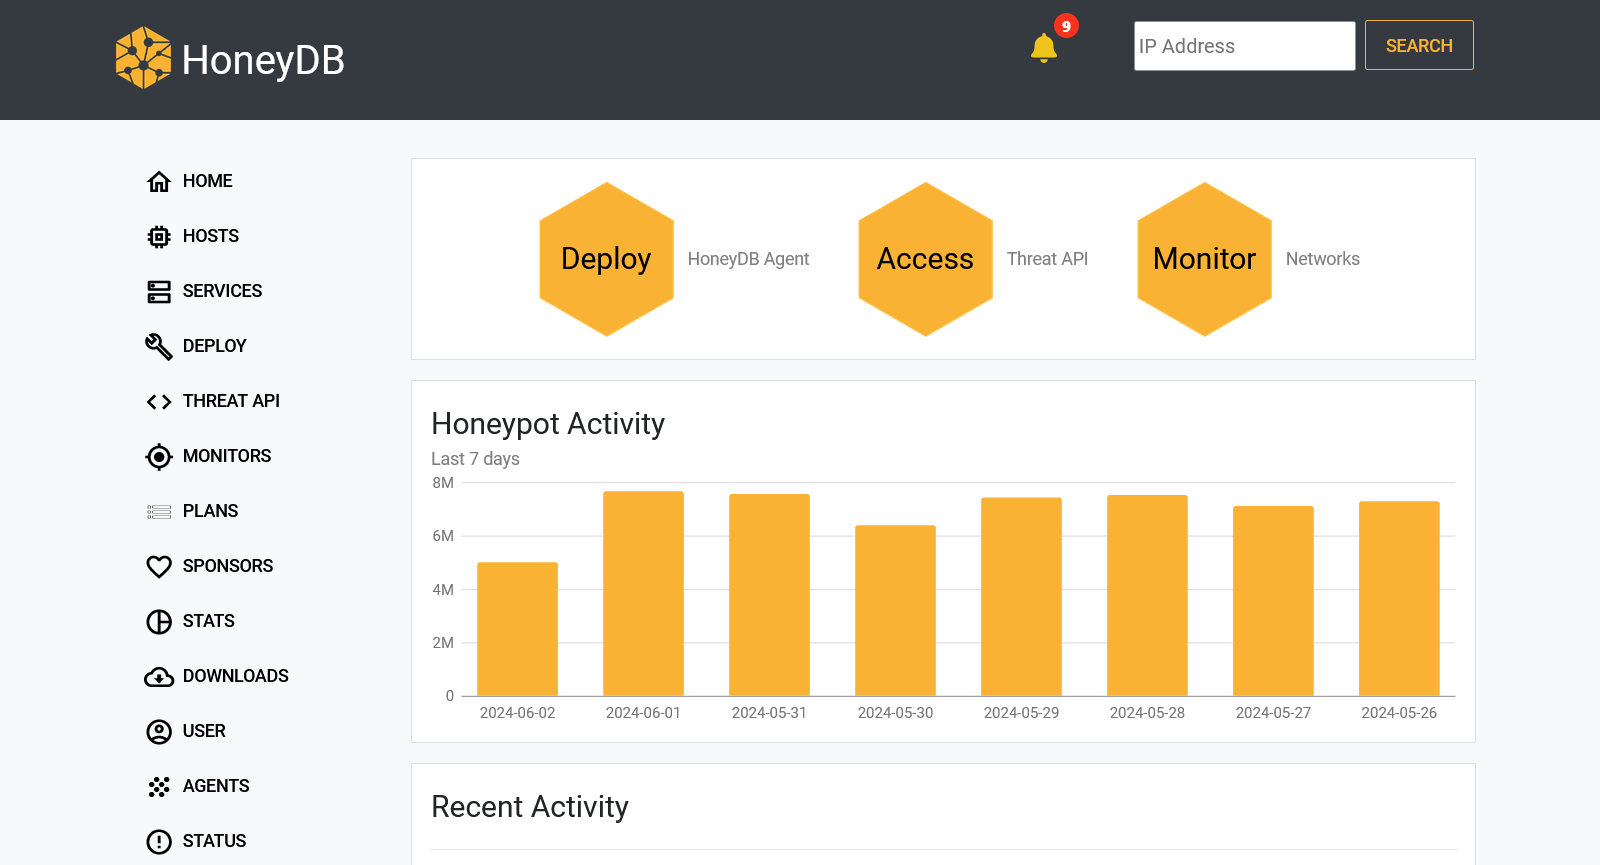 HoneyDB
9
IP Address
SEARCH
HOME
HOSTS
SERVICES
DEPLOY
THREAT API
MONITORS
PLANS
SPONSORS
STATS
DOWNLOADS
USER
AGENTS
STATUS
Deploy HoneyDB Agent
Access Threat API
Monitor Networks
Honeypot Activity
Last 7 days
8M
6M
4M
2M
0
2024-06-02 2024-06-01 2024-05-31 2024-05-30 2024-05-29 2024-05-28 2024-05-27 2024-05-26
Recent Activity